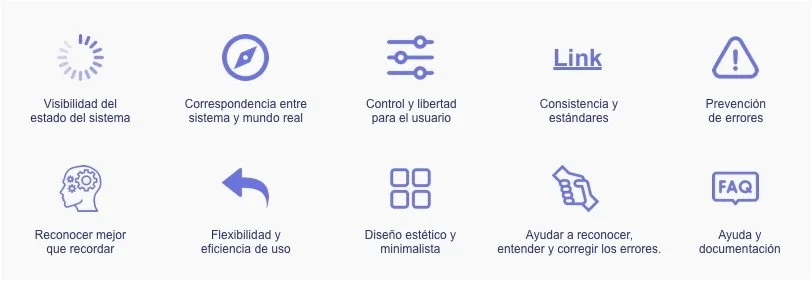 Link
Visibilidad del
estado del sistema
Correspondencia entre
sistema y mundo real
Control y libertad
para el usuario
Consistencia y
estándares
Prevención
de errores
FAQ
Reconocer mejor
que recordar
Flexibilidad y
eficiencia de uso
Diseño estético y
minimalista
Ayudar a reconocer,
entender y corregir los errores.
Ayuda y
documentación